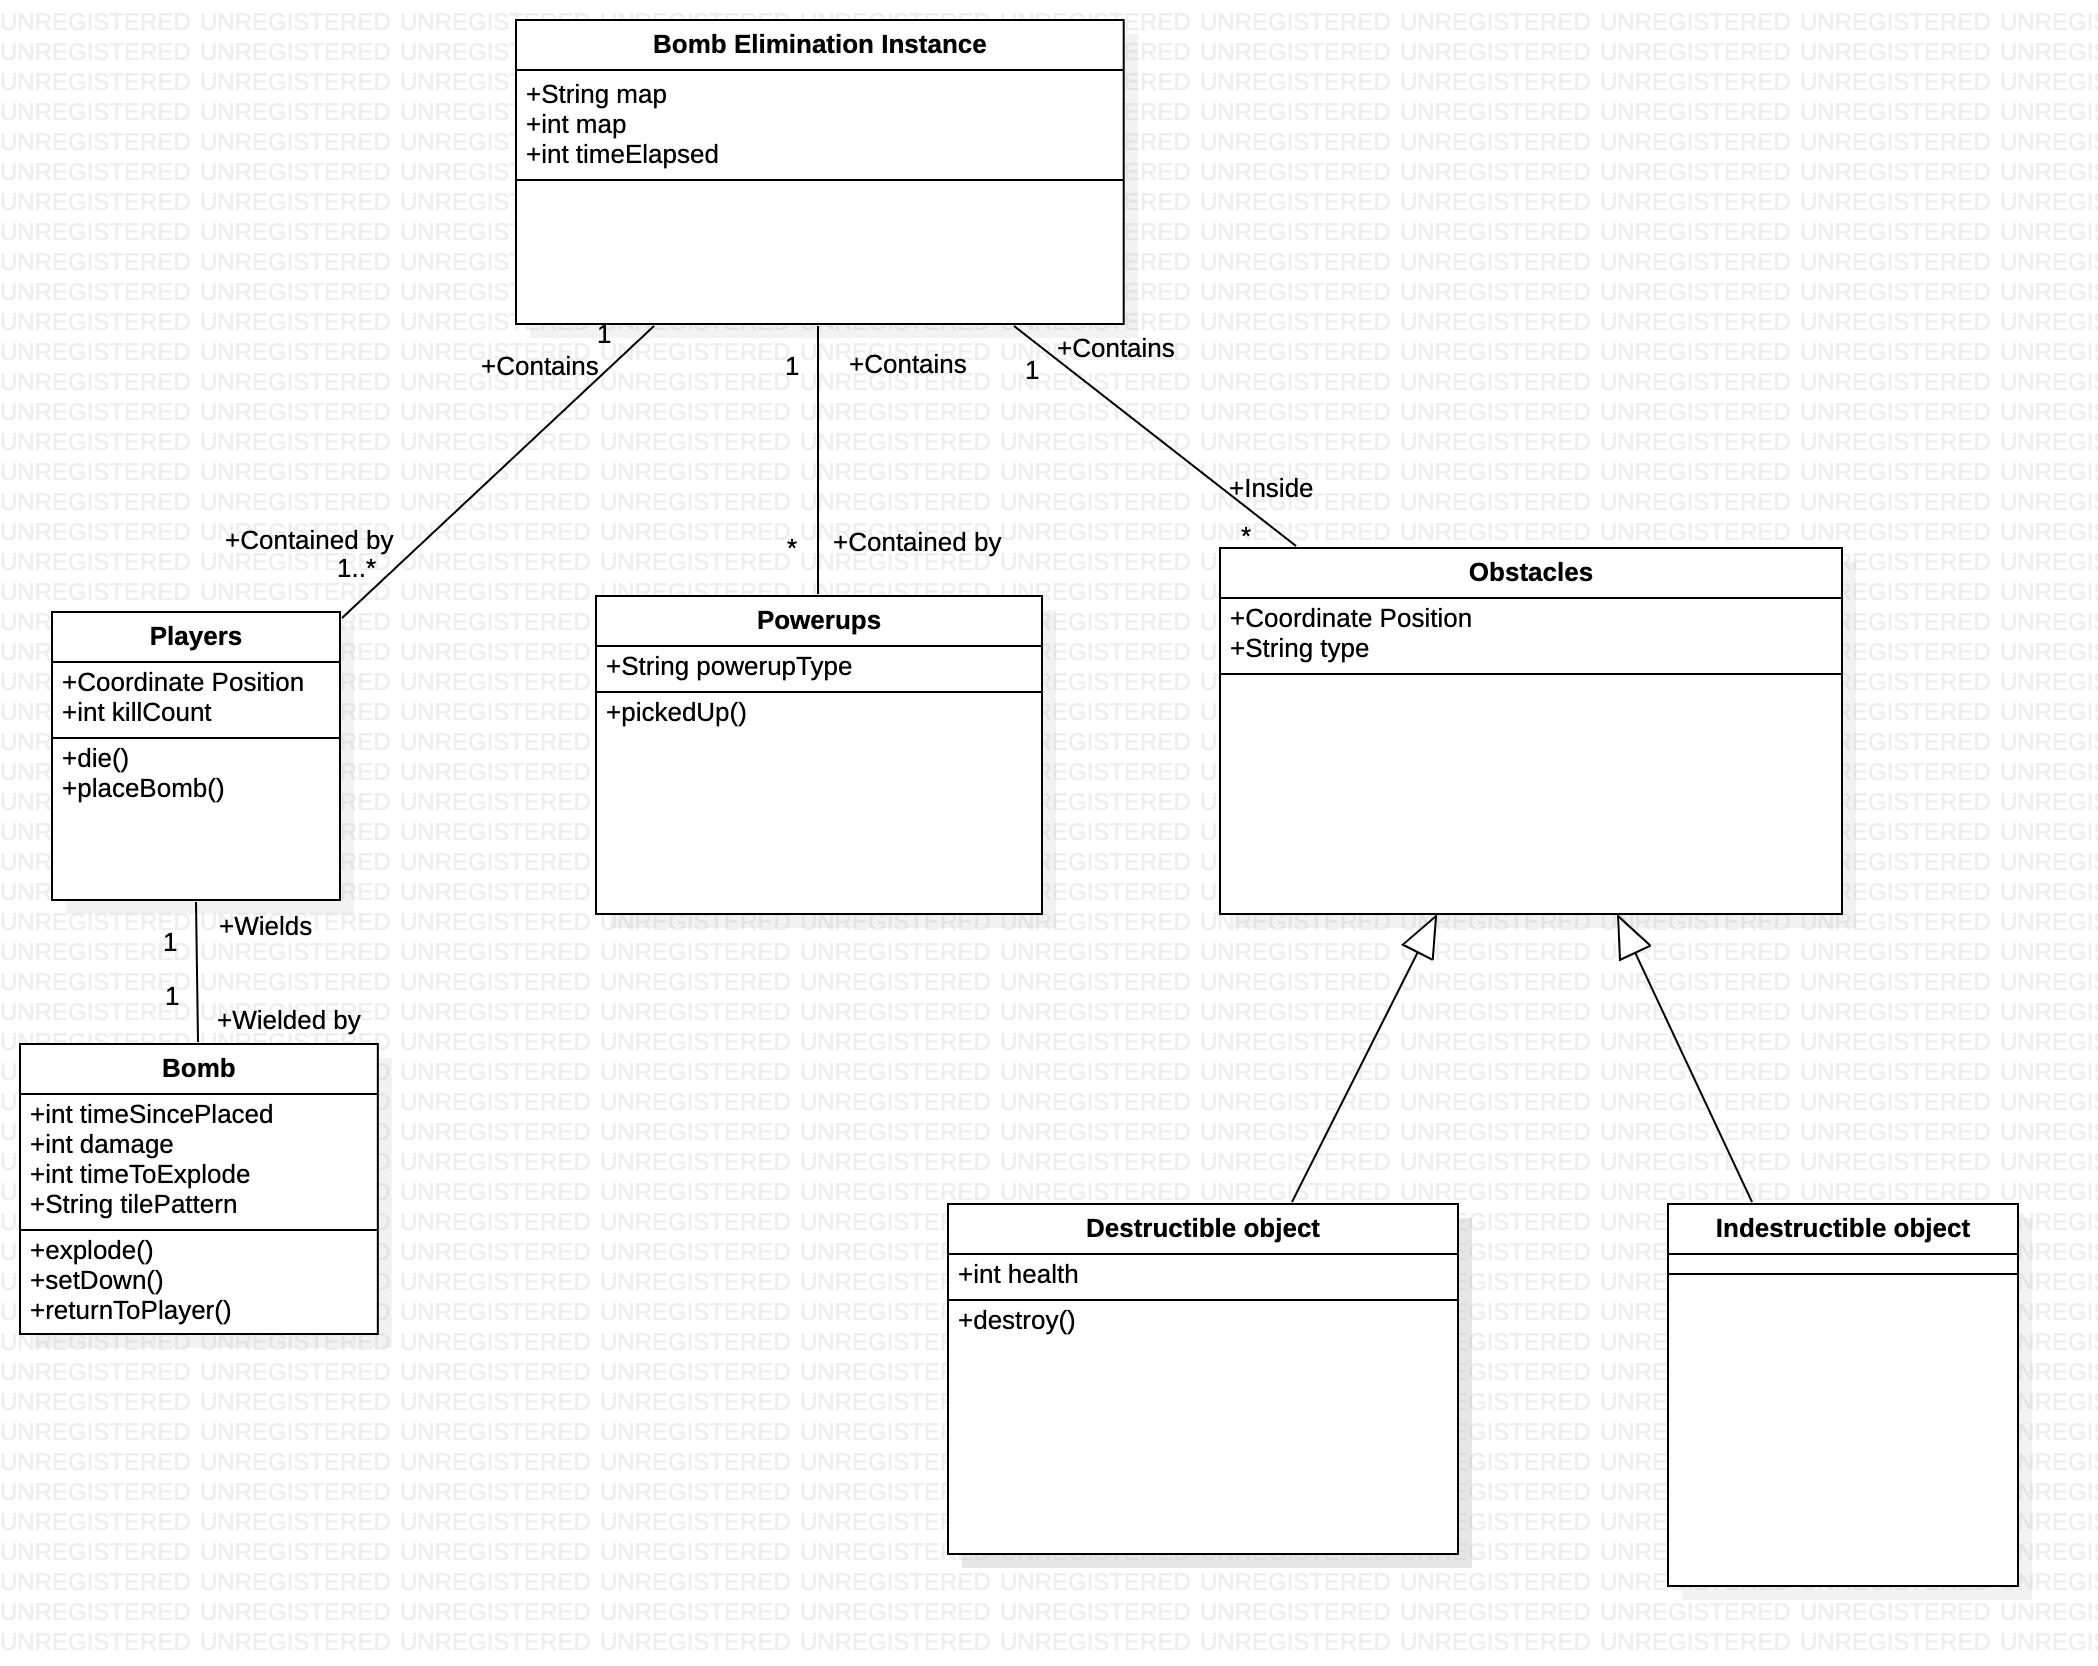 Bomb Elimination Instance
+String map
+int map
+int timeElapsed
1
+Contains
1
+Contains
1
+Contains
+Contained by
1..*
*
+Contained by
+Inside
*
Players
+Coordinate Position
+int killCount
+die()
+placeBomb()
Powerups
+String powerupType
+pickedUp()
Obstacles
+Coordinate Position
+String type
+Wields
1
1
+Wielded by
Bomb
+int timeSincePlaced
+int damage
+int timeToExplode
+String tilePattern
+explode()
+setDown()
+returnToPlayer()
Destructible object
+int health
+destroy()
Indestructible object
UNREGISTERED